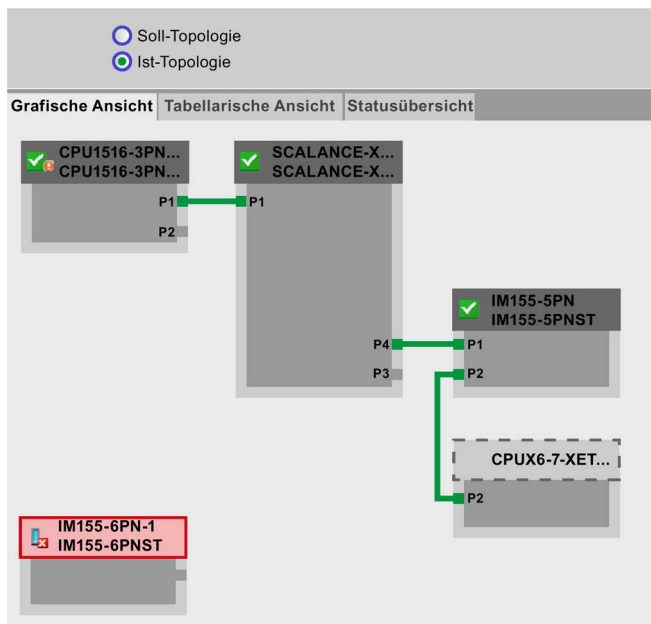 Soll-Topologie
Ist-Topologie
Grafische Ansicht Tabellarische Ansicht Statusübersicht
CPU1516-3PN...
CPU1516-3PN...
P1
P2
SCALANCE-X...
SCALANCE-X...
P1
P4
P3
IM155-5PN
IM155-5PNST
P1
P2
CPUX6-7-XET...
P2
IM155-6PN-1
IM155-6PNST